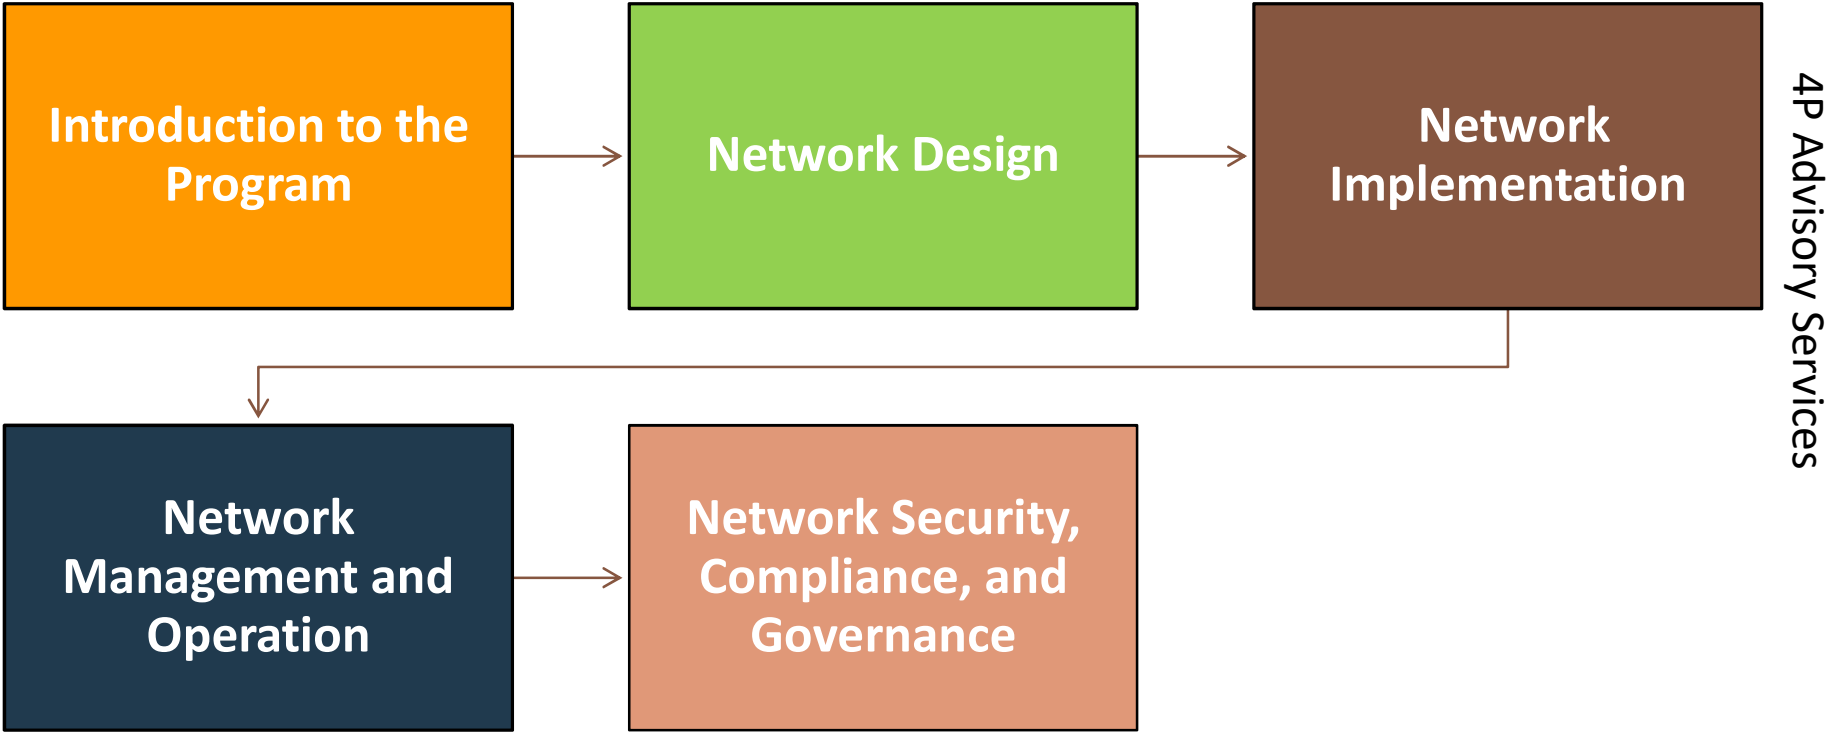 Introduction to the
Program
Network Design
Network
Implementation
Network
Management and
Operation
Network Security,
Compliance, and
Governance
4P Advisory Services